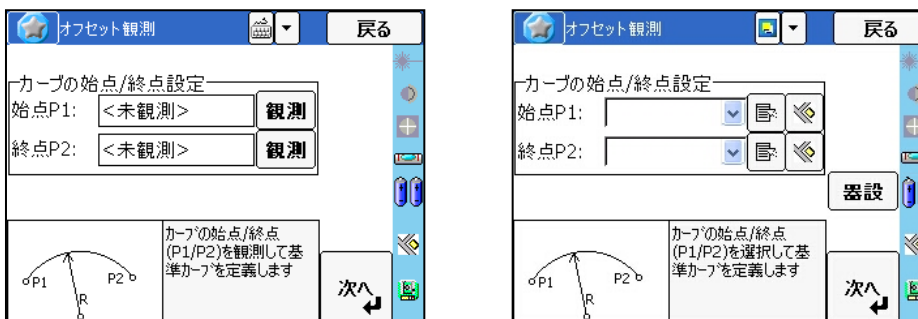 オフセット観測
戻る
カーブの始点/終点設定
始点P1:
<未観測>
観測
終点P2:
<未観測>
観測
カーブの始点/終点
(P1/P2)を観測して基
準カーブを定義します
P1
P2
R
次へ
オフセット観測
戻る
カーブの始点/終点設定
始点P1:
終点P2:
器設
カーブの始点/終点
(P1/P2)を選択して基
準カーブを定義します
P1
P2
R
次へ